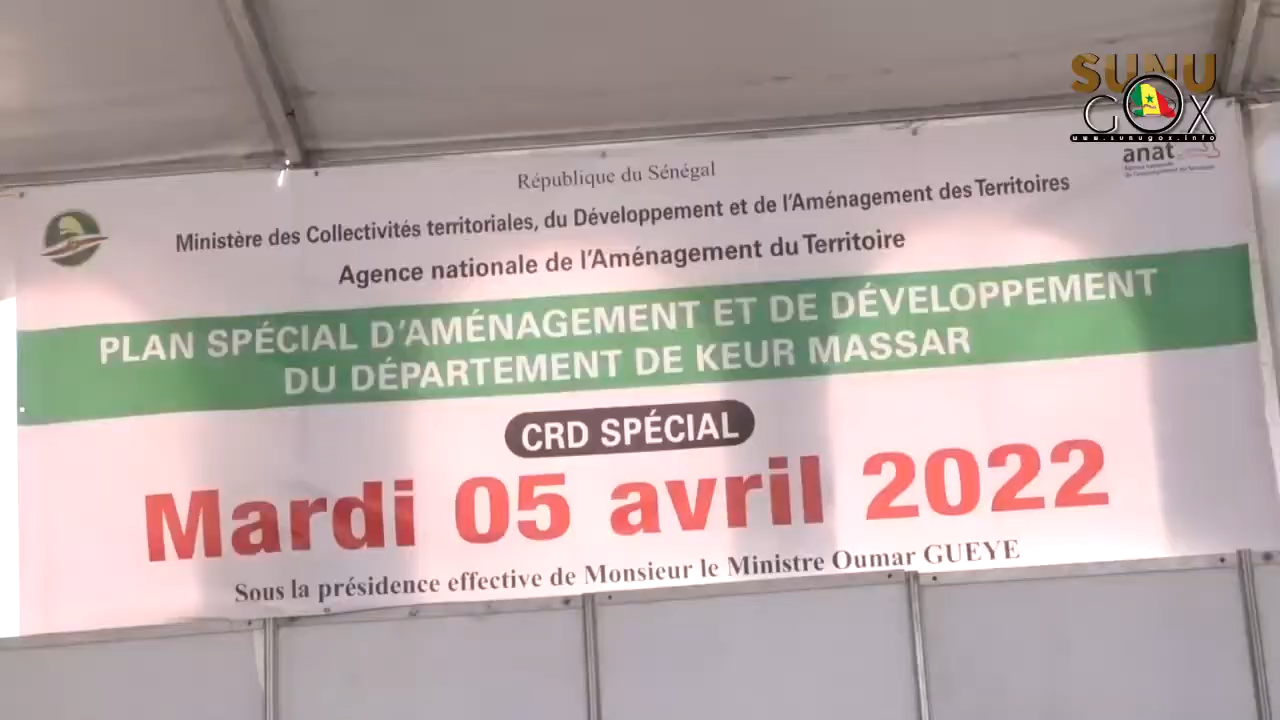 SUNU
GOX
www.sunugox.info
anat
République du Sénégal
Ministère des Collectivités territoriales, du Développement et de l'Aménagement des Territoires
Agence nationale de l'Aménagement du Territoire
PLAN SPÉCIAL D'AMÉNAGEMENT ET DE DÉVELOPPEMENT
DU DÉPARTEMENT DE KEUR MASSAR
CRD SPÉCIAL
Mardi 05 avril 2022
Sous la présidence effective de Monsieur le Ministre Oumar GUEYE